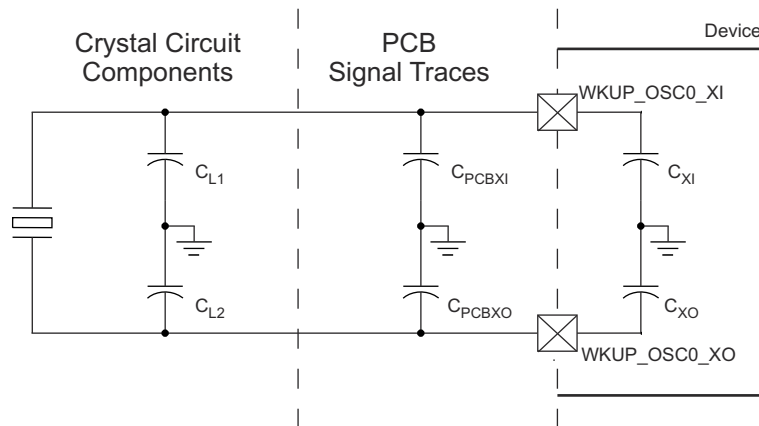 Crystal Circuit
Components
PCB
Signal Traces
Device
WKUP_OSC0_XI
CL1
CPCBXI
CXI
CL2
CPCBXO
CXO
WKUP_OSC0_XO